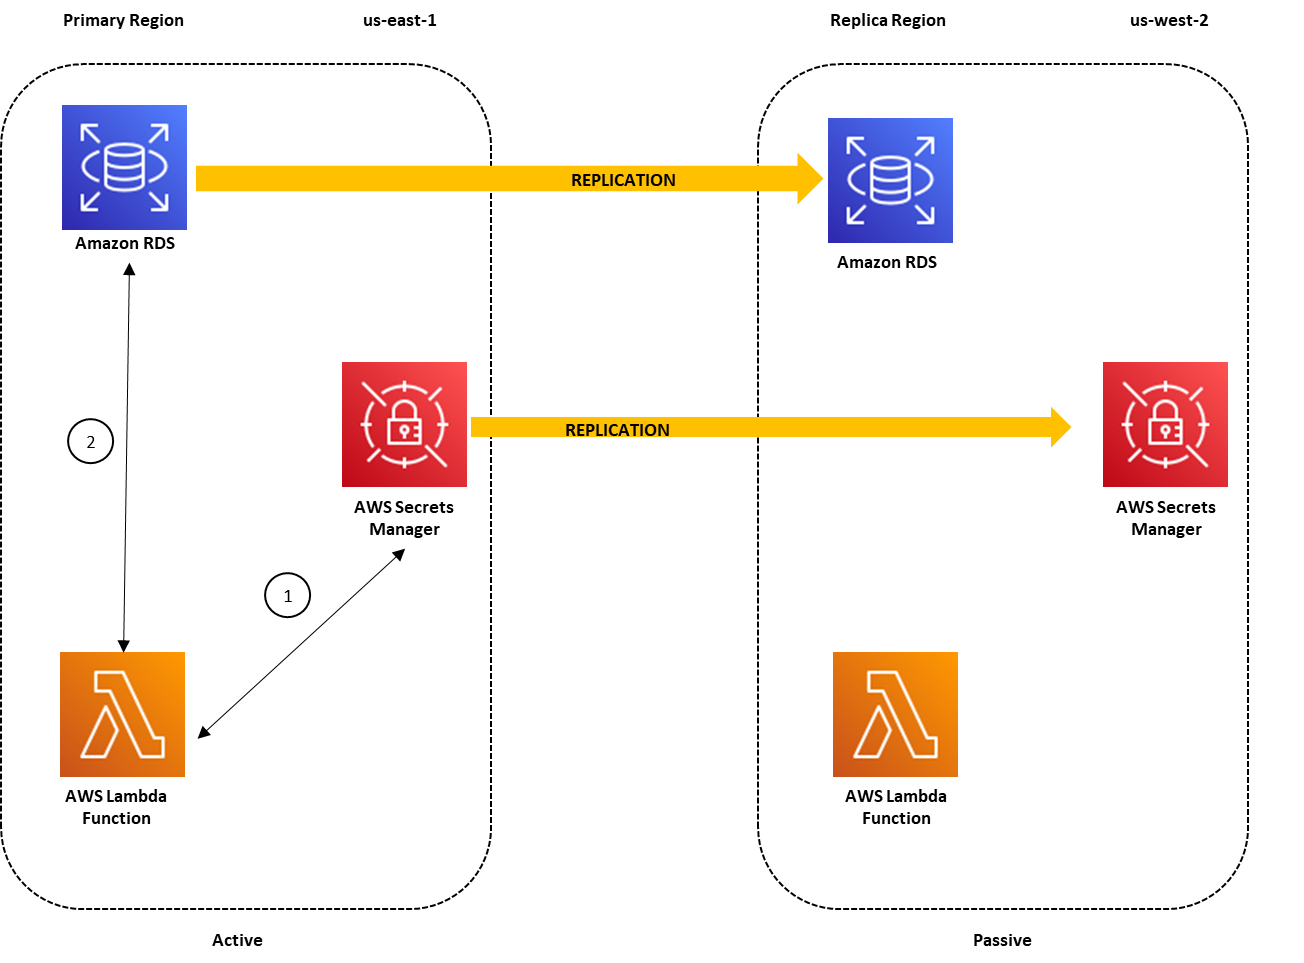 Primary Region
us-east-1
Replica Region
us-west-2
REPLICATION
Amazon RDS
Amazon RDS
REPLICATION
2
AWS Secrets
Manager
AWS Secrets
Manager
1
AWS Lambda
Function
AWS Lambda
Function
Active
Passive